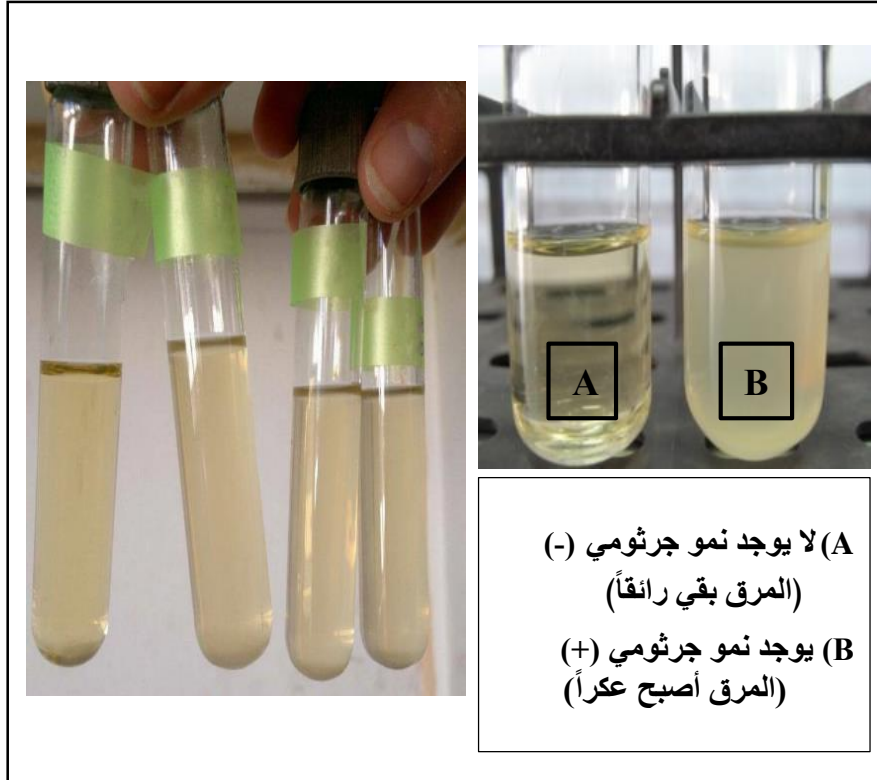 A
B
A) لا يوجد نمو جرثومي (-)
(المرق بقي رائقاً)
B) يوجد نمو جرثومي (+)
(المرق أصبح عكراً)